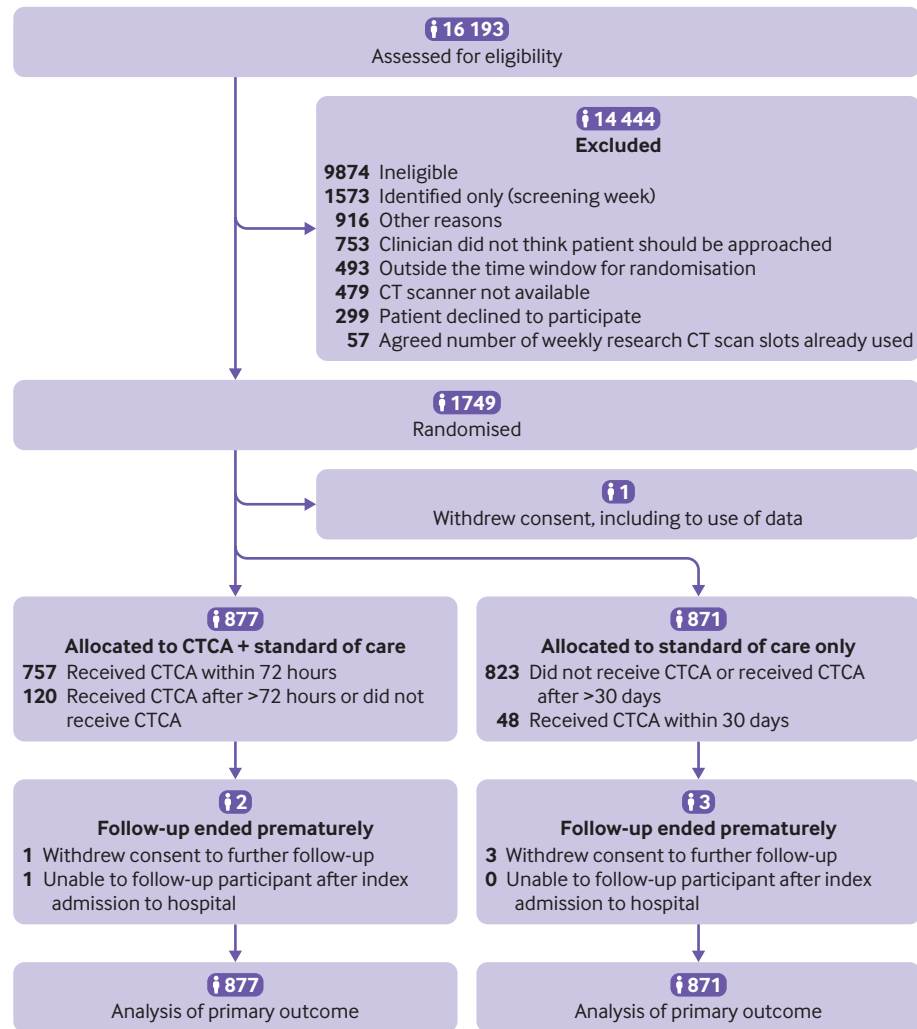 16 193
Assessed for eligibility
14 444
Excluded
9874 Ineligible
1573 Identified only (screening week)
916 Other reasons
753 Clinician did not think patient should be approached
493 Outside the time window for randomisation
479 CT scanner not available
299 Patient declined to participate
57 Agreed number of weekly research CT scan slots already used
1749
Randomised
1
Withdrew consent, including to use of data
877
Allocated to CTCA + standard of care
757 Received CTCA within 72 hours
120 Received CTCA after >72 hours or did not
receive CTCA
871
Allocated to standard of care only
823 Did not receive CTCA or received CTCA
after >30 days
48 Received CTCA within 30 days
2
Follow-up ended prematurely
1 Withdrew consent to further follow-up
1 Unable to follow-up participant after index
admission to hospital
3
Follow-up ended prematurely
3 Withdrew consent to further follow-up
0 Unable to follow-up participant after index
admission to hospital
877
Analysis of primary outcome
871
Analysis of primary outcome